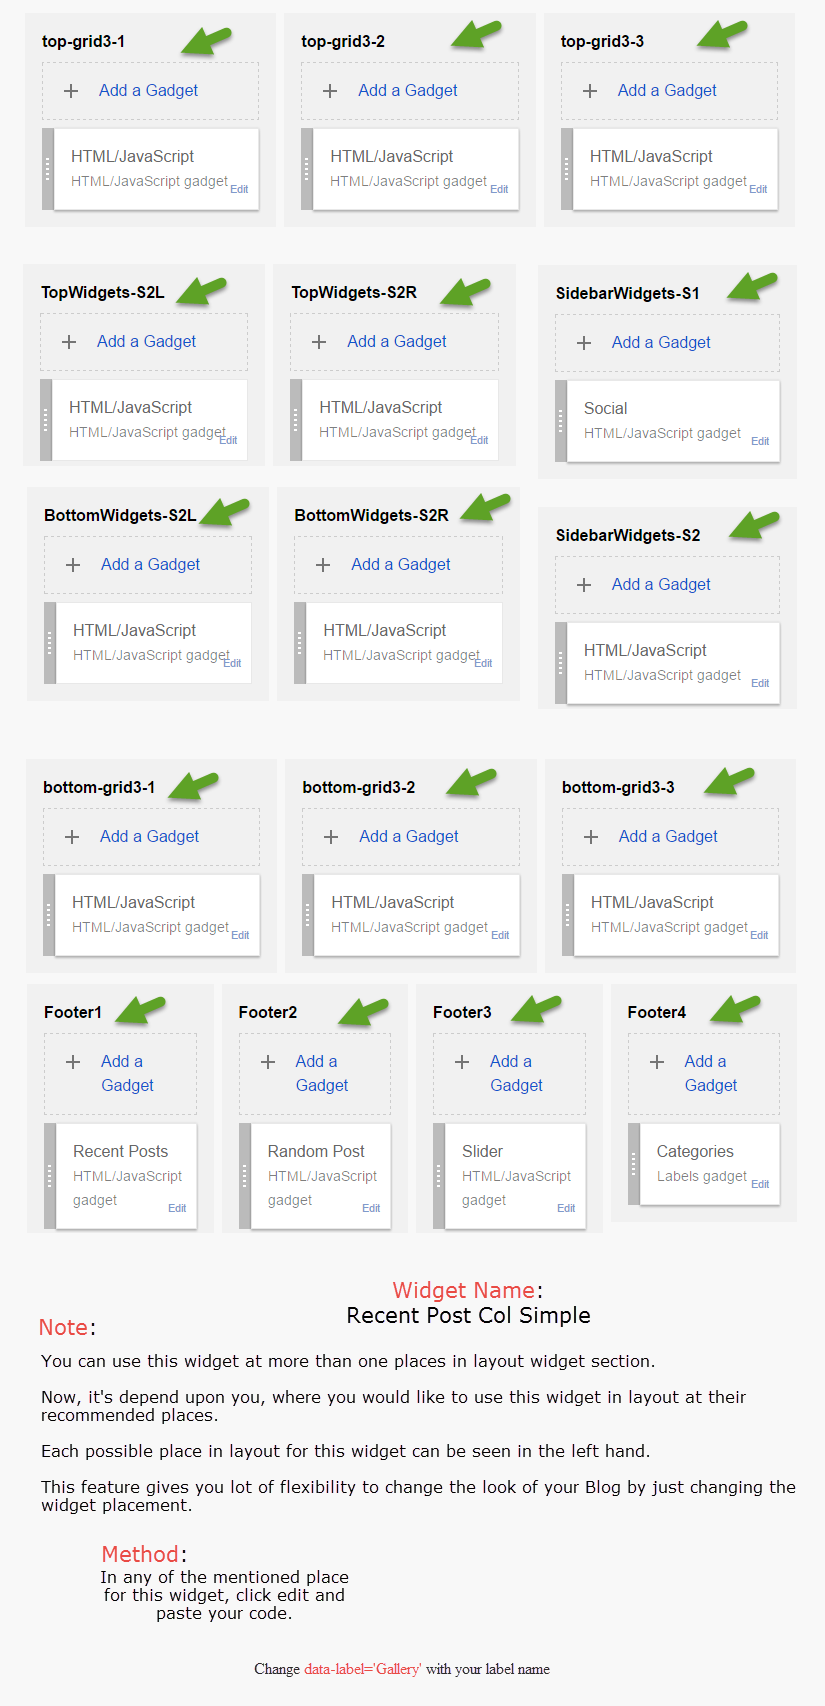 top-grid3-1
top-grid3-2
top-grid3-3
+ Add a Gadget
+ Add a Gadget
+ Add a Gadget
HTML/JavaScript
HTML/JavaScript gadget
Edit
HTML/JavaScript
HTML/JavaScript gadget
Edit
HTML/JavaScript
HTML/JavaScript gadget
Edit
TopWidgets-S2L
TopWidgets-S2R
SidebarWidgets-S1
+ Add a Gadget
+ Add a Gadget
+ Add a Gadget
HTML/JavaScript
HTML/JavaScript gadget
Edit
HTML/JavaScript
HTML/JavaScript gadget
Edit
Social
HTML/JavaScript gadget
Edit
BottomWidgets-S2L
BottomWidgets-S2R
SidebarWidgets-S2
+ Add a Gadget
+ Add a Gadget
+ Add a Gadget
HTML/JavaScript
HTML/JavaScript gadget
Edit
HTML/JavaScript
HTML/JavaScript gadget
Edit
HTML/JavaScript
HTML/JavaScript gadget
Edit
bottom-grid3-1
bottom-grid3-2
bottom-grid3-3
+ Add a Gadget
+ Add a Gadget
+ Add a Gadget
HTML/JavaScript
HTML/JavaScript gadget
Edit
HTML/JavaScript
HTML/JavaScript gadget
Edit
HTML/JavaScript
HTML/JavaScript gadget
Edit
Footer1
Footer2
Footer3
Footer4
+ Add a
Gadget
+ Add a
Gadget
+ Add a
Gadget
+ Add a
Gadget
Recent Posts
HTML/JavaScript
gadget
Edit
Random Post
HTML/JavaScript
gadget
Edit
Slider
HTML/JavaScript
gadget
Edit
Categories
Labels gadget
Edit
Widget Name:
Recent Post Col Simple
Note:
You can use this widget at more than one places in layout widget section.
Now, it's depend upon you, where you would like to use this widget in layout at their
recommended places.
Each possible place in layout for this widget can be seen in the left hand.
This feature gives you lot of flexibility to change the look of your Blog by just changing the
widget placement.
Method:
In any of the mentioned place
for this widget, click edit and
paste your code.
Change data-label='Gallery' with your label name